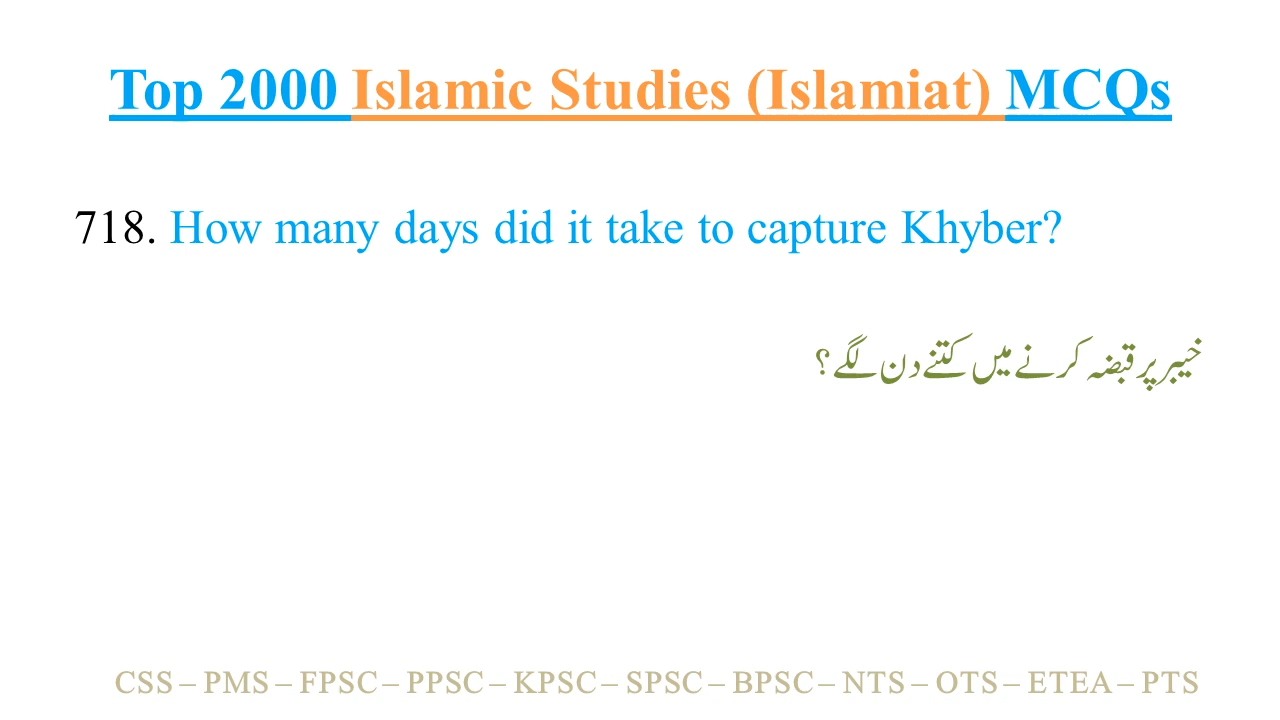 Top 2000 Islamic Studies (Islamiat) MCQs
718. How many days did it take to capture Khyber?
خیبر پر قبضہ کرنے میں کتنے دن لگے؟
CSS – PMS – FPSC – PPSC – KPSC – SPSC – BPSC – NTS – OTS – ETEA – PTS